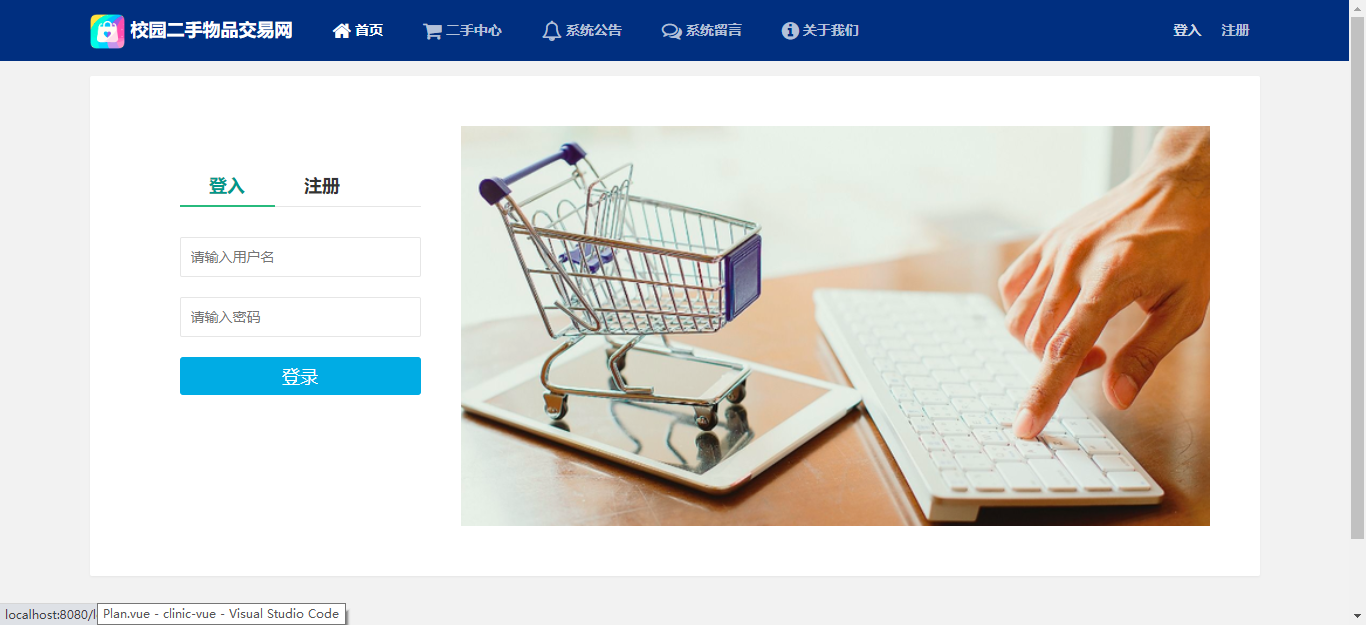 校园二手物品交易网 首页 二手中心 系统公告 系统留言 关于我们 登入 注册
登入 注册
请输入用户名
请输入密码
登录
localhost:8080/l Plan.vue - clinic-vue - Visual Studio Code